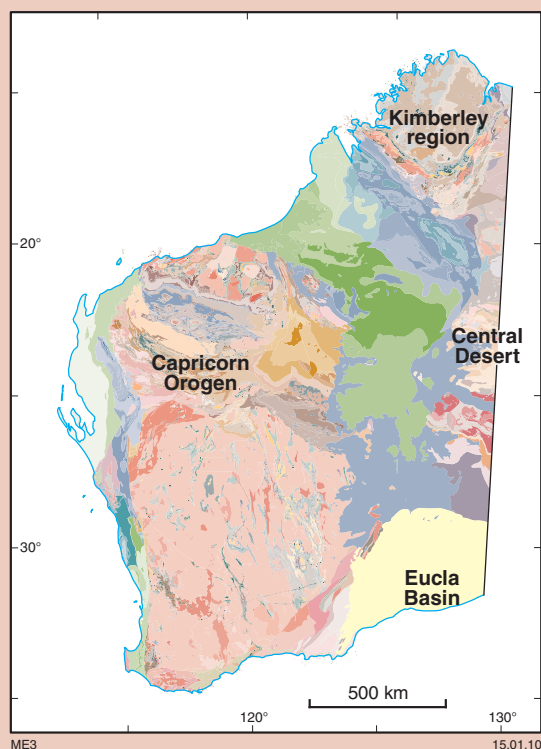 Kimberley
region
20°
Central
Desert
Capricorn
Orogen
30°
Eucla
Basin
500 km
120°
130°
ME3
15.01.10